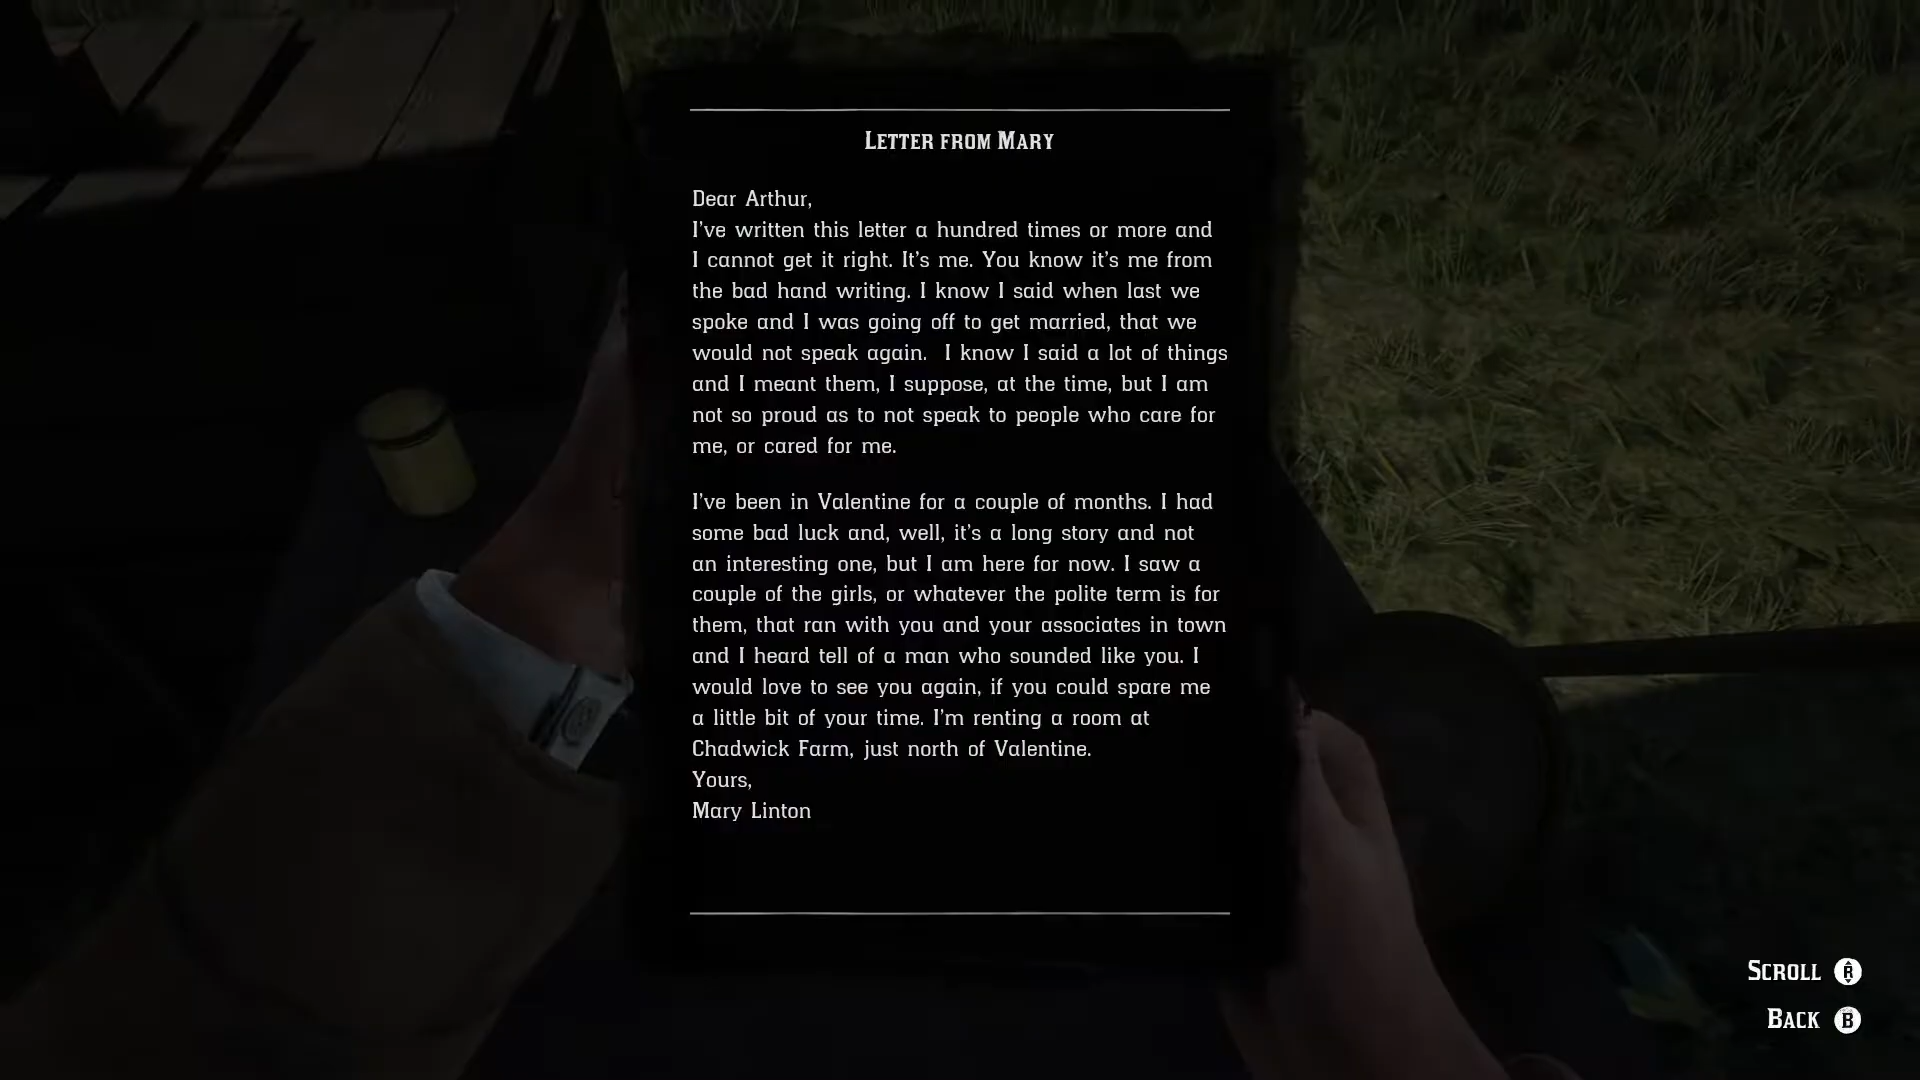 LETTER FROM MARY
Dear Arthur,
I've written this letter a hundred times or more and
I cannot get it right. It's me. You know it's me from
the bad hand writing. I know I said when last we
spoke and I was going off to get married, that we
would not speak again.  I know I said a lot of things
and I meant them, I suppose, at the time, but I am
not so proud as to not speak to people who care for
me, or cared for me.
I've been in Valentine for a couple of months. I had
some bad luck and, well, it's a long story and not
an interesting one, but I am here for now. I saw a
couple of the girls, or whatever the polite term is for
them, that ran with you and your associates in town
and I heard tell of a man who sounded like you. I
would love to see you again, if you could spare me
a little bit of your time. I'm renting a room at
Chadwick Farm, just north of Valentine.
Yours,
Mary Linton
SCROLL R
BACK B